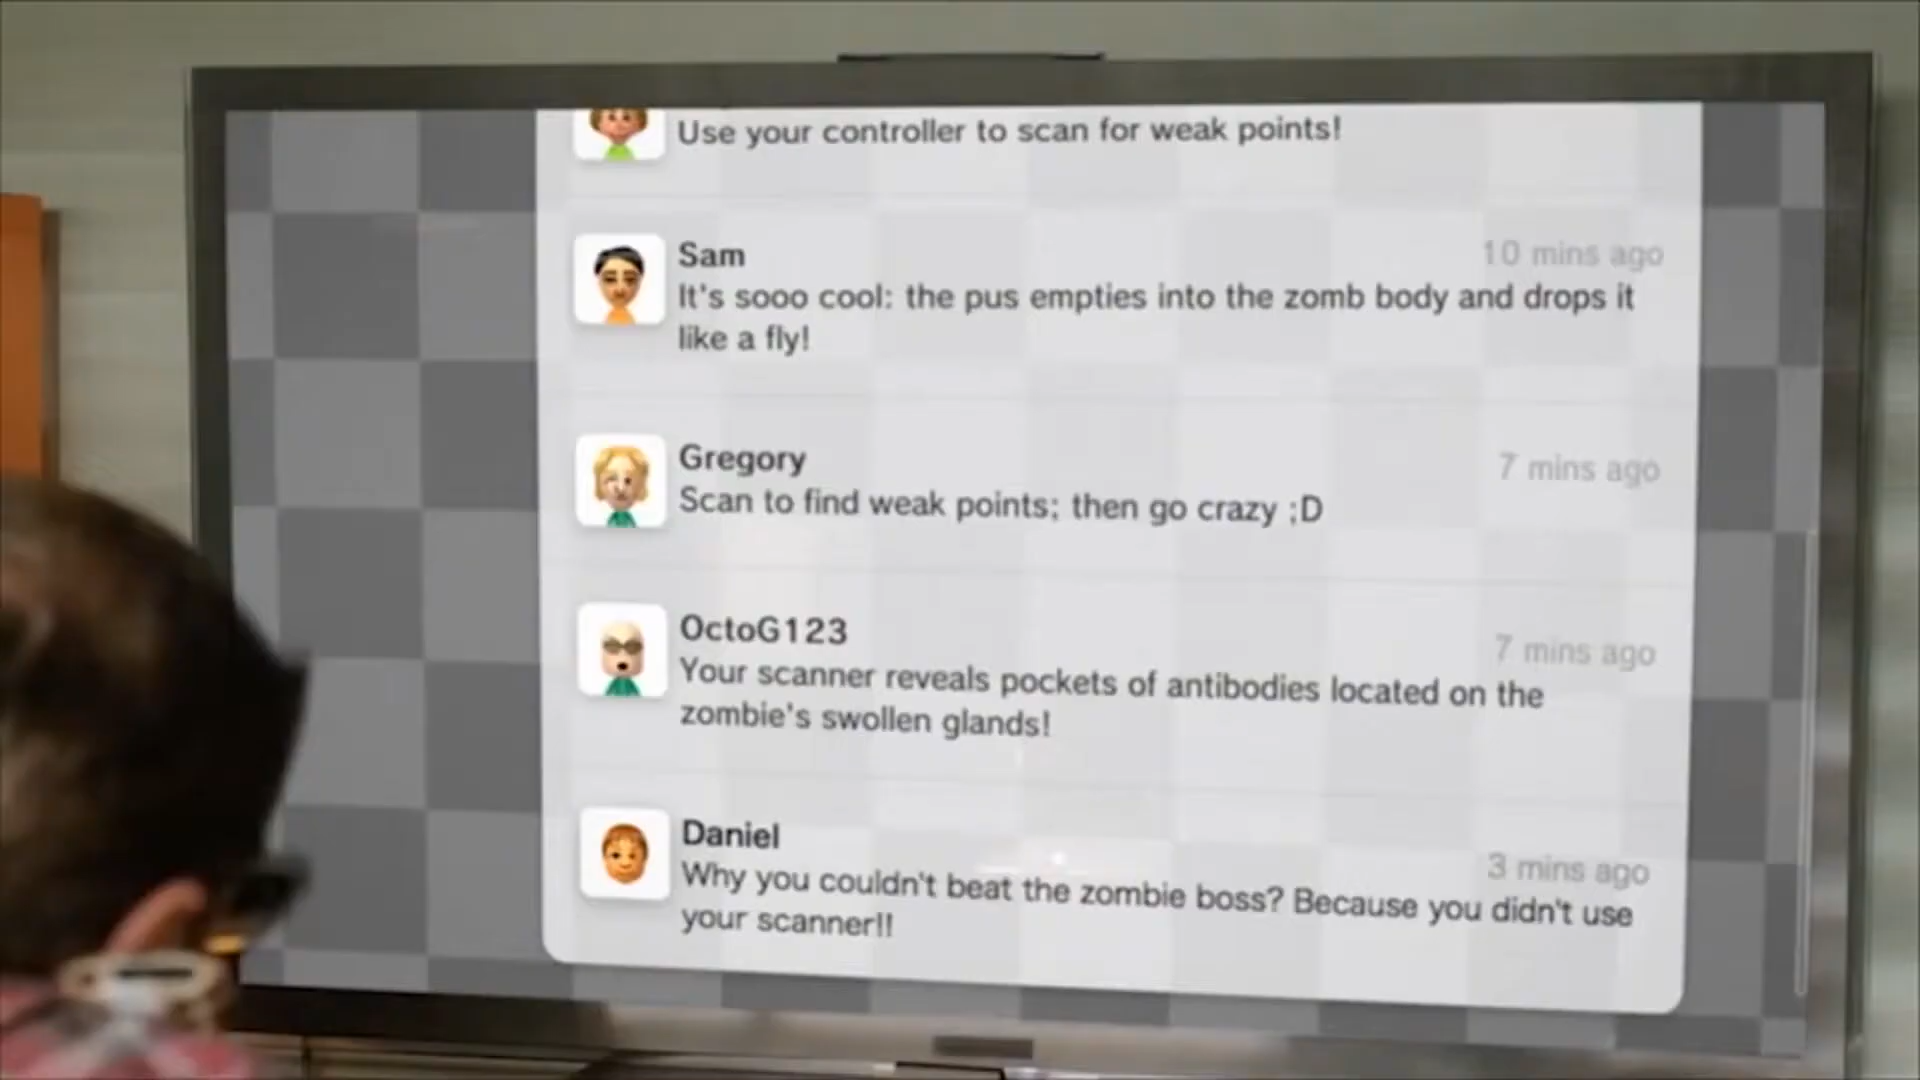 Use your controller to scan for weak points!
Sam
10 mins ago
It's sooo cool: the pus empties into the zomb body and drops it
like a fly!
Gregory
7 mins ago
Scan to find weak points; then go crazy ;D
OctoG123
7 mins ago
Your scanner reveals pockets of antibodies located on the
zombie's swollen glands!
Daniel
3 mins ago
Why you couldn't beat the zombie boss? Because you didn't use
your scanner!!